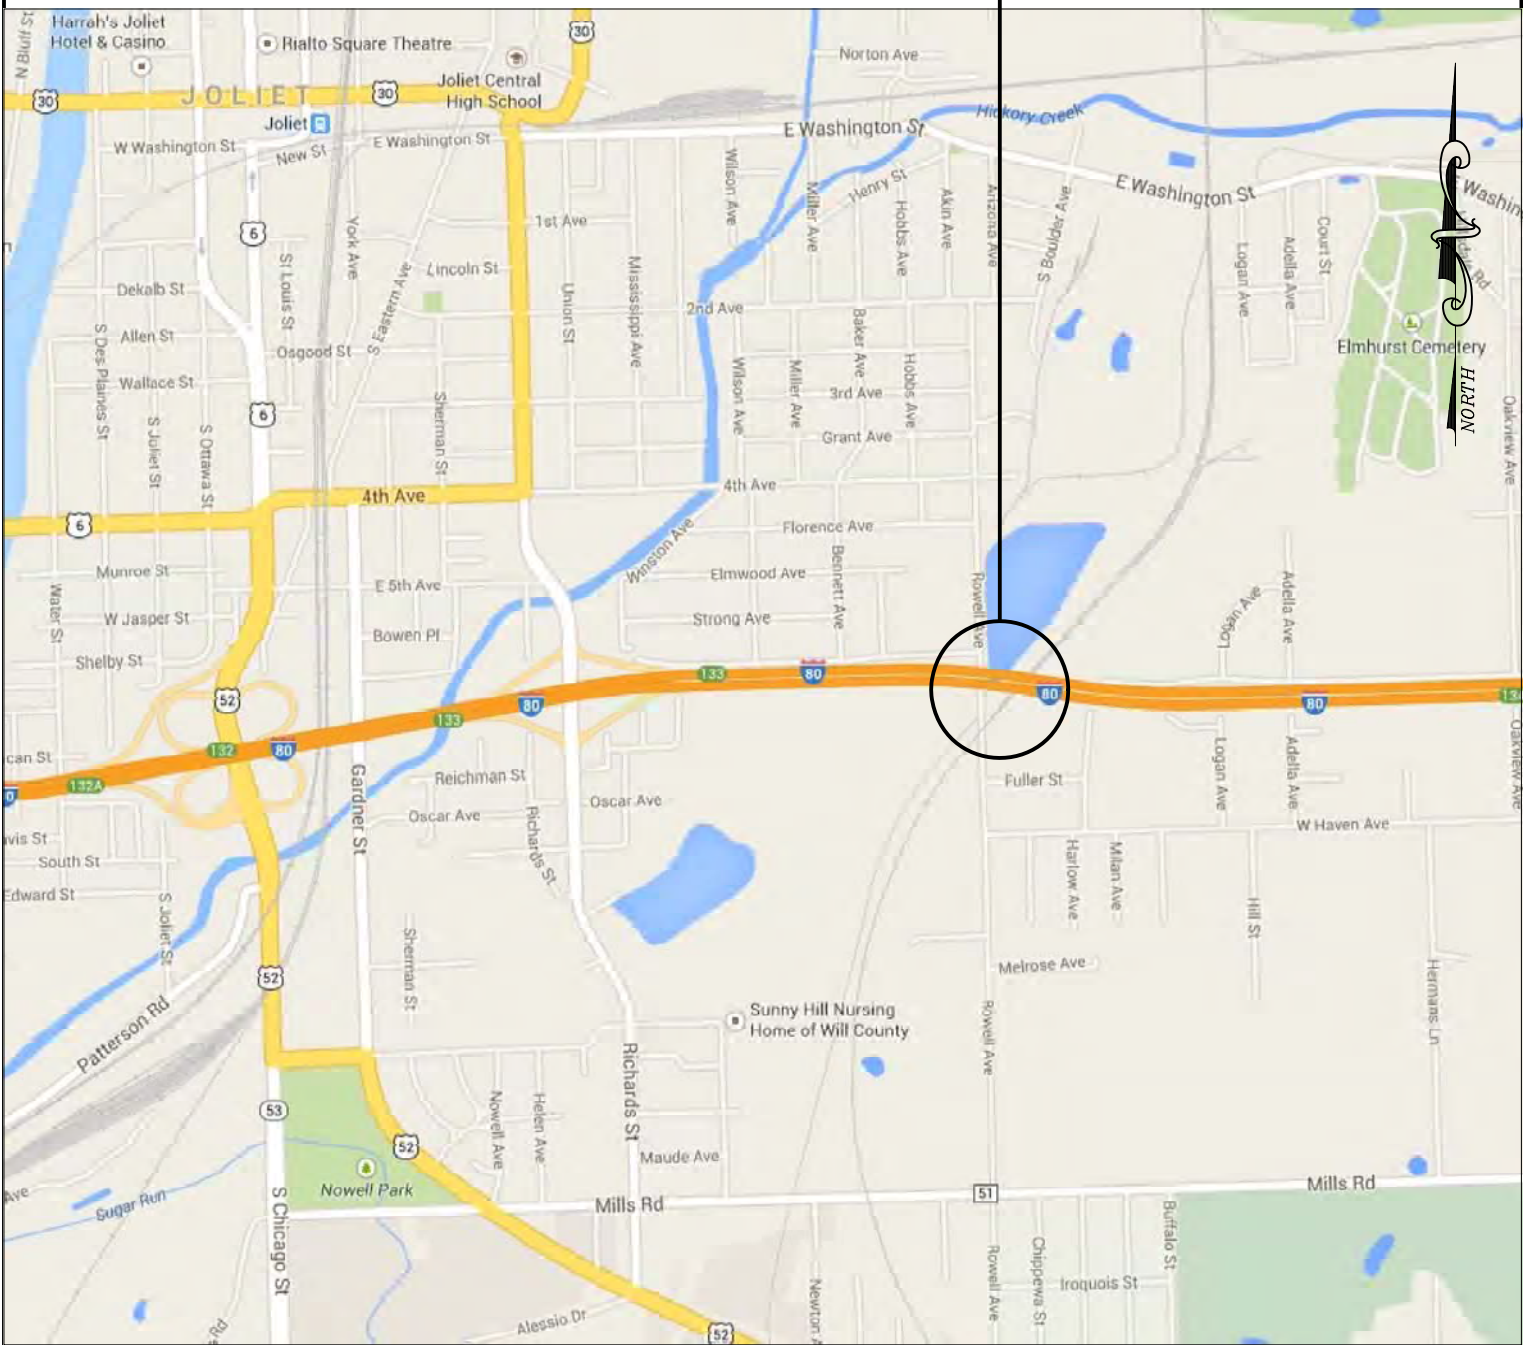 N Bluff St
Harrah's Joliet
Hotel & Casino
Rialto Square Theatre
30
Joliet Central
High School
Norton Ave
30
JOLIET
30
Joliet
W Washington St
New St
E Washington St
E Washington St
Hickory Creek
E Washington St
E Washin
Wilson Ave
Miller Ave
Henry St
Hobbs Ave
Akin Ave
Arizona Ave
S Boulder Ave
Logan Ave
Adella Ave
Court St
6
York Ave
1st Ave
St Louis St
S Eastern Ave
Lincoln St
Union St
Mississippi Ave
2nd Ave
Dekalb St
Allen St
Osgood St
S Des Plaines St
Wallace St
Baker Ave
Hobbs Ave
Wilson Ave
Miller Ave
3rd Ave
Grant Ave
Elmhurst Cemetery
NORTH
Oakview Ave
6
S Joliet St
S Ottawa St
Sherman St
4th Ave
4th Ave
6
Florence Ave
Winston Ave
Munroe St
E 5th Ave
Elmwood Ave
Bennett Ave
Rowell Ave
Logan Ave
Adella Ave
Water St
W Jasper St
Bowen Pl
Strong Ave
Shelby St
52
133
80
80
80
13
133
80
132
80
can St
132A
0
Reichman St
Oscar Ave
Oscar Ave
Gardner St
Richards St
Fuller St
Logan Ave
Adella Ave
Oakview Ave
W Haven Ave
avis St
South St
Edward St
S Joliet St
Harlow Ave
Milan Ave
Hill St
Sherman St
52
Melrose Ave
Hermans Ln
Patterson Rd
Sunny Hill Nursing
Home of Will County
Rowell Ave
Richards St
53
Nowell Ave
Helen Ave
52
Maude Ave
Nowell Park
Ave
Sugar Run
Mills Rd
51
Mills Rd
S Chicago St
Buffalo St
Rowell Ave
Chippewa St
Iroquois St
Newton A
Alessio Dr
s Rd
52